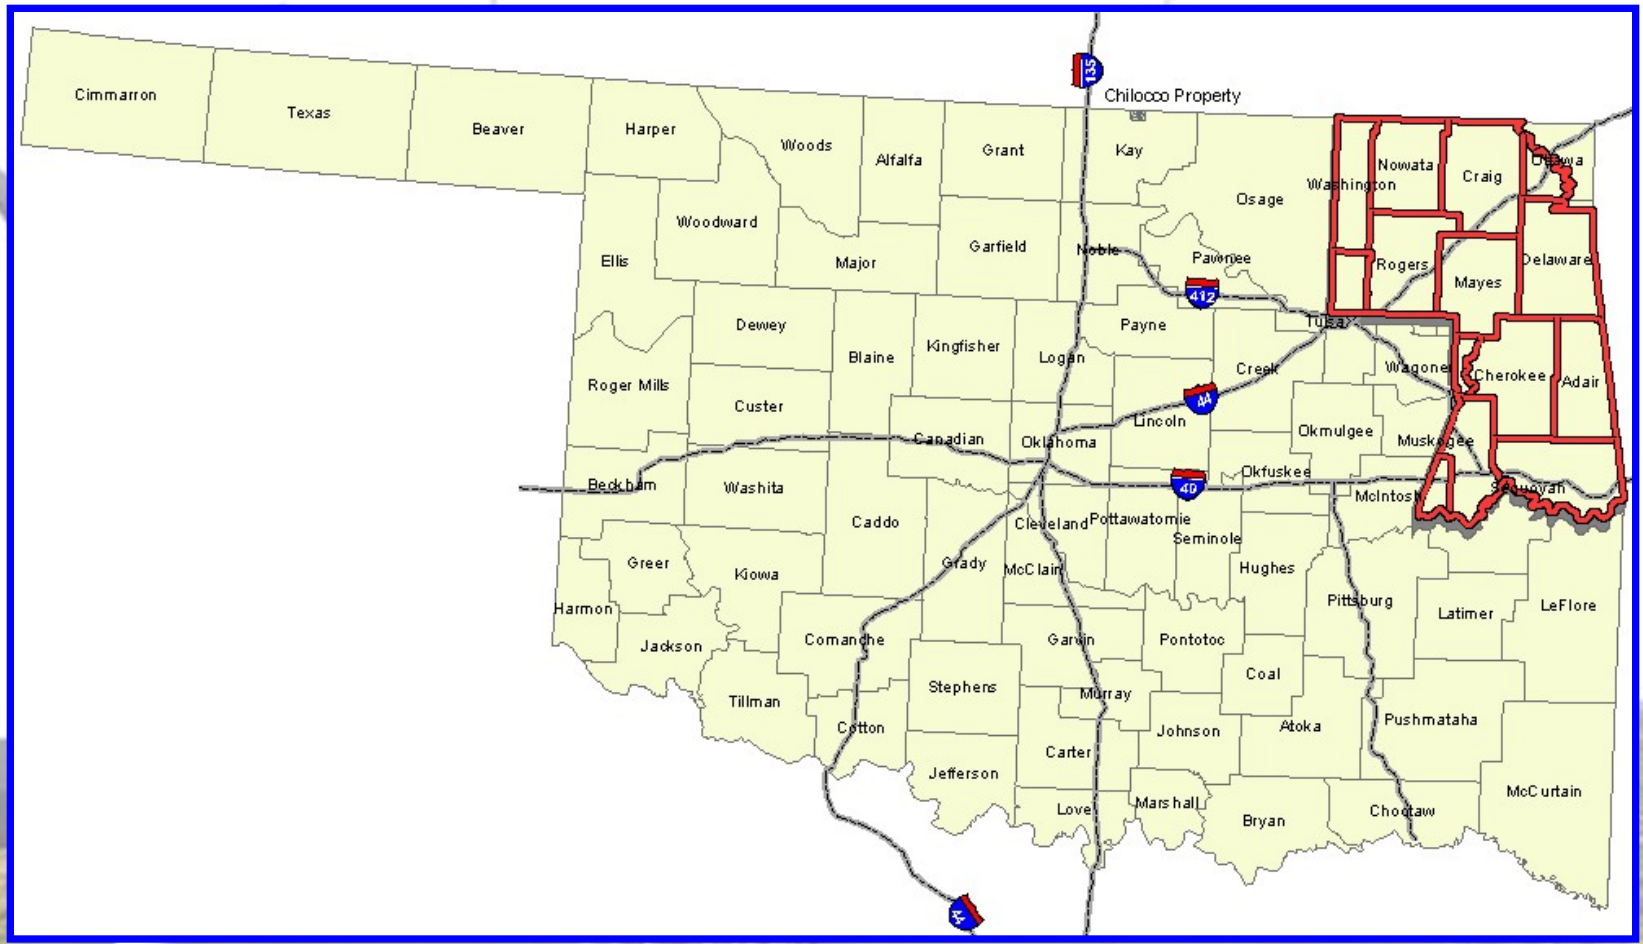 135
Chilocco Property
Cimmarron
Texas
Beaver
Harper
Woods
Alfalfa
Grant
Kay
Osage
Washington
Nowata
Craig
Ottawa
Woodward
Ellis
Major
Garfield
Noble
Pawnee
Rogers
Mayes
Delaware
412
Dewey
Blaine
Kingfisher
Logan
Payne
Tulsa
Creek
Wagoner
Cherokee
Adair
Roger Mills
Custer
Canadian
Oklahoma
44
Lincoln
Okmulgee
Muskogee
Beckham
Washita
Caddo
Cleveland
Pottawatomie
40
Okfuskee
McIntosh
Sequoyah
Seminole
Greer
Kiowa
Grady
McClain
Hughes
Harmon
Jackson
Comanche
Garvin
Pontotoc
Pittsburg
Latimer
LeFlore
Tillman
Stephens
Murray
Coal
Cotton
Johnson
Atoka
Pushmataha
Jefferson
Carter
Love
Marshall
Bryan
Choctaw
McCurtain
44